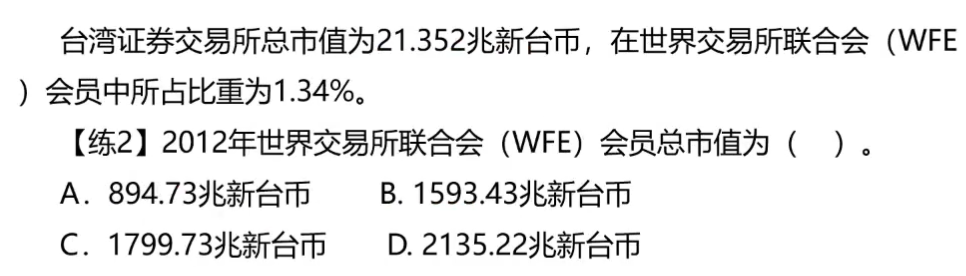 台湾证券交易所总市值为21.352兆新台币，在世界交易所联合会（WFE
）会员中所占比重为1.34%。
【练2】2012年世界交易所联合会（WFE）会员总市值为（　）。
A．894.73兆新台币　　B. 1593.43兆新台币
C．1799.73兆新台币　　D. 2135.22兆新台币